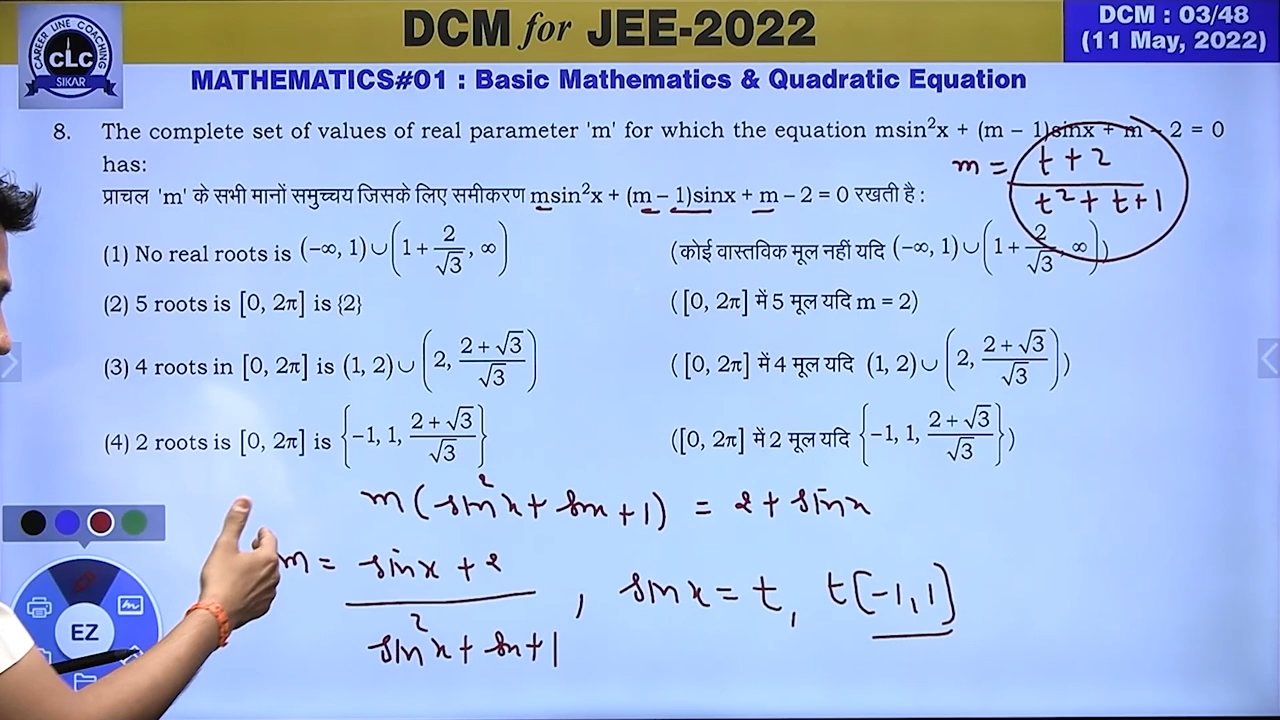 CAREER LINE COACHING
CLC
SIKAR
DCM for JEE-2022
DCM : 03/48
(11 May, 2022)
MATHEMATICS#01 : Basic Mathematics & Quadratic Equation
8. The complete set of values of real parameter 'm' for which the equation msin²x + (m – 1)sinx + m – 2 = 0
has:
m = (t + 2)/(t² + t + 1)
प्राचल 'm' के सभी मानों समुच्चय जिसके लिए समीकरण msin²x + (m – 1)sinx + m – 2 = 0 रखती है :
(1) No real roots is (–∞, 1)∪(1 + 2/√3, ∞) (कोई वास्तविक मूल नहीं यदि (–∞, 1)∪(1 + 2/√3, ∞))
(2) 5 roots is [0, 2π] is {2} ( [0, 2π] में 5 मूल यदि m = 2)
(3) 4 roots in [0, 2π] is (1, 2)∪(2, (2 + √3)/√3) ( [0, 2π] में 4 मूल यदि (1, 2)∪(2, (2 + √3)/√3))
(4) 2 roots is [0, 2π] is {–1, 1, (2 + √3)/√3} ([0, 2π] में 2 मूल यदि {–1, 1, (2 + √3)/√3})
m(sin²x + sinx + 1) = 2 + sinx
m = (sinx + 2)/(sin²x + sinx + 1) , sinx = t, t[-1, 1]
EZ